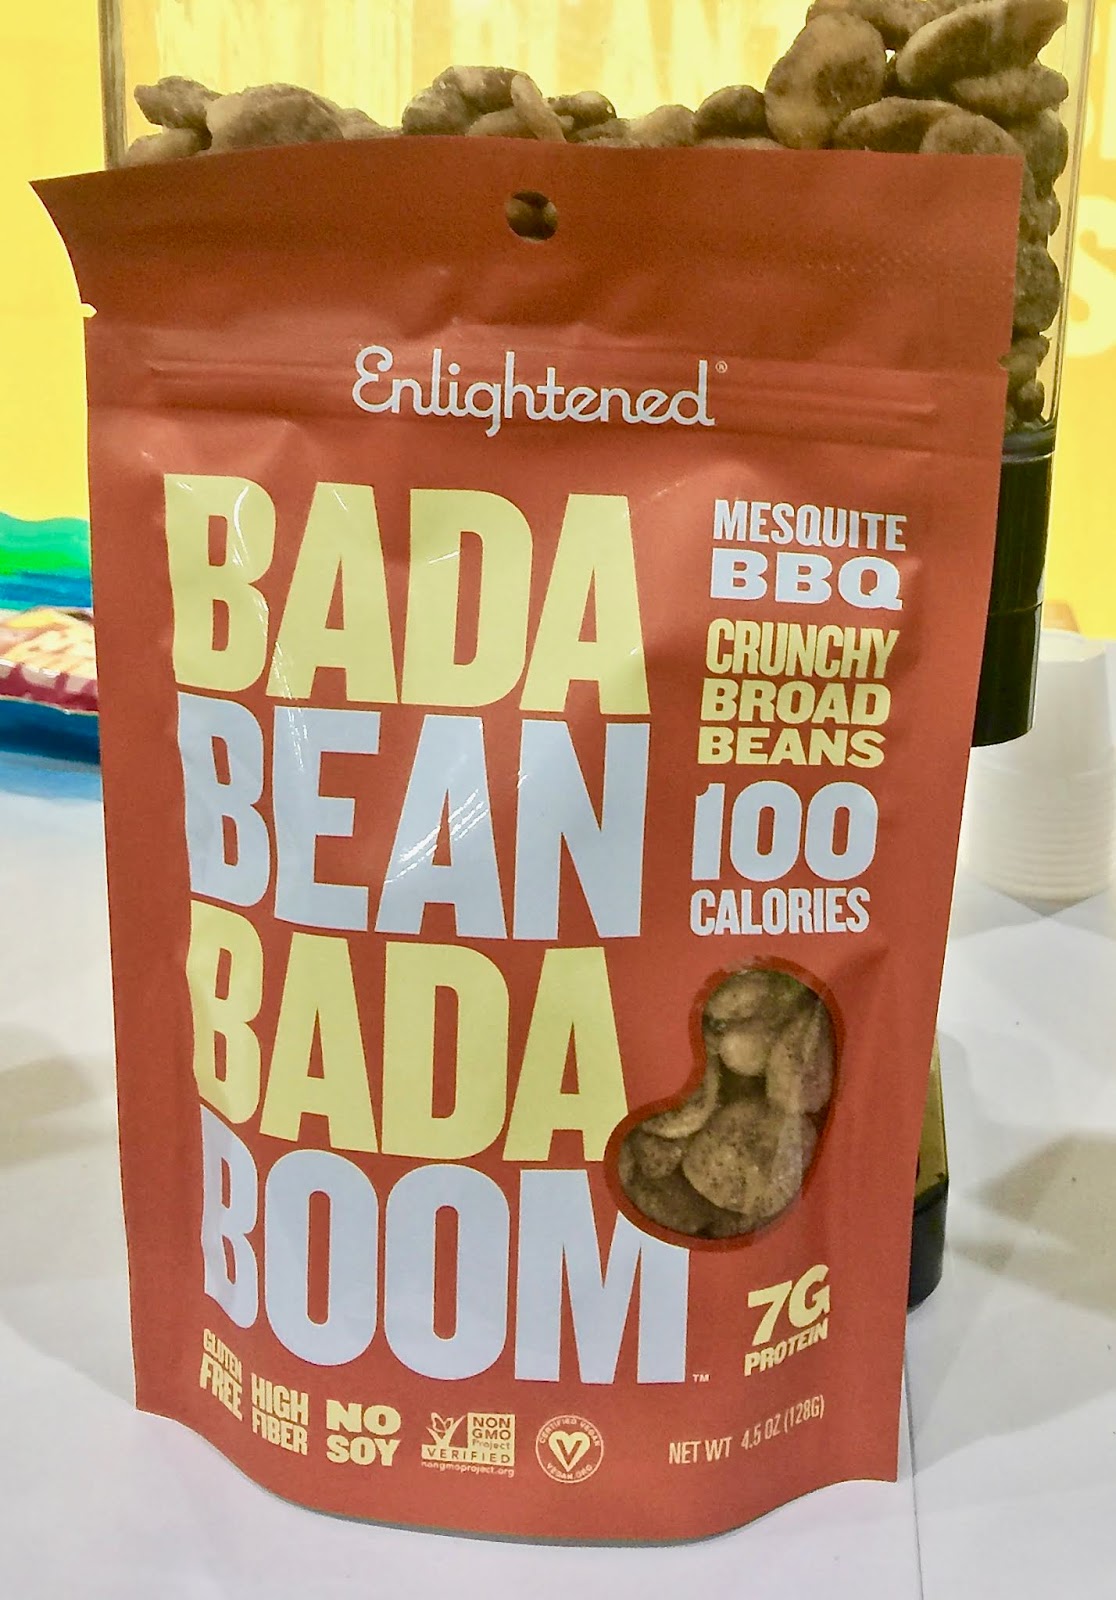 Enlightened®
BADA
BEAN
BADA
BOOM™
MESQUITE
BBQ
CRUNCHY
BROAD
BEANS
100
CALORIES
7G
PROTEIN
GLUTEN
FREE
HIGH
FIBER
NO
SOY
NON
GMO
Project
VERIFIED
nongmoproject.org
CERTIFIED VEGAN
VEGAN.ORG
NET WT 4.5 OZ (128G)